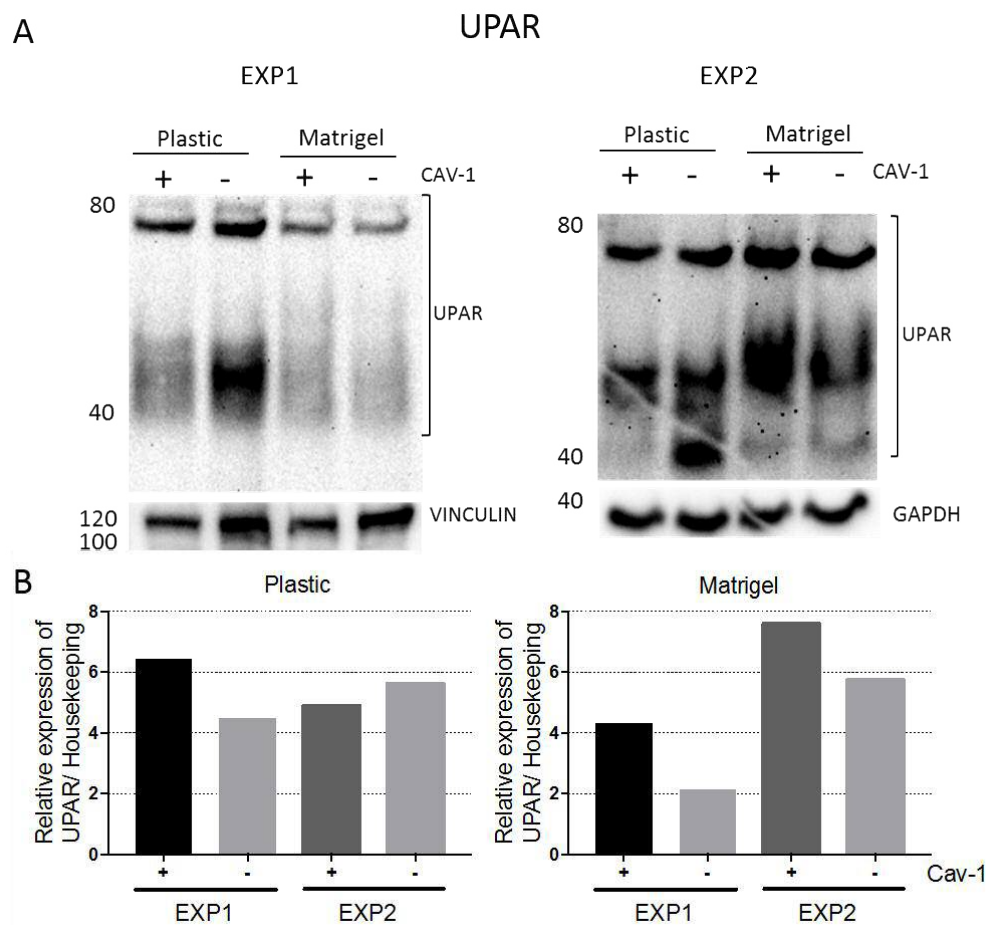 A
UPAR
EXP1
EXP2
Plastic
Matrigel
Plastic
Matrigel
+
-
+
-
CAV-1
+
-
+
-
CAV-1
80
40
UPAR
80
40
UPAR
120
100
VINCULIN
40
GAPDH
B
Plastic
Matrigel
Relative expression of
UPAR/ Housekeeping
8
6
4
2
0
+
-
+
-
EXP1
EXP2
Relative expression of
UPAR/ Housekeeping
8
6
4
2
0
+
-
+
-
Cav-1
EXP1
EXP2